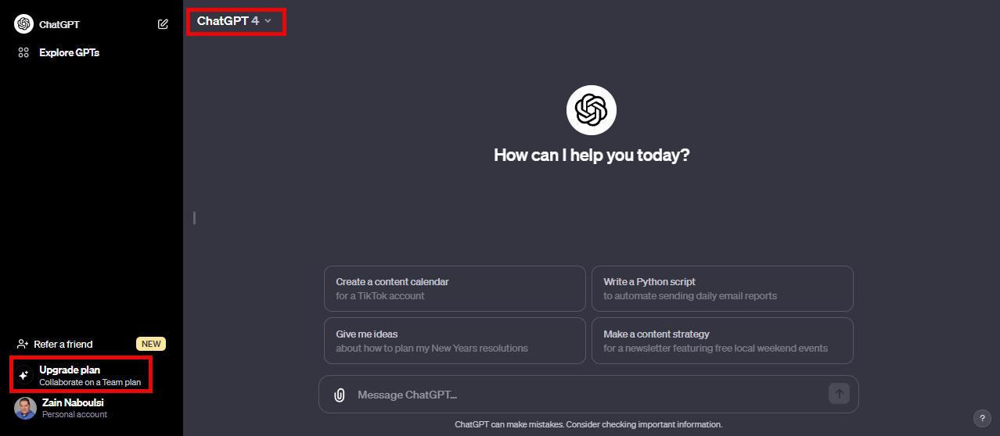 ChatGPT
Explore GPTs
Refer a friend
NEW
Upgrade plan
Collaborate on a Team plan
Zain Naboulsi
Personal account
ChatGPT 4
How can I help you today?
Create a content calendar
for a TikTok account
Write a Python script
to automate sending daily email reports
Give me ideas
about how to plan my New Years resolutions
Make a content strategy
for a newsletter featuring free local weekend events
Message ChatGPT...
ChatGPT can make mistakes. Consider checking important information.
?